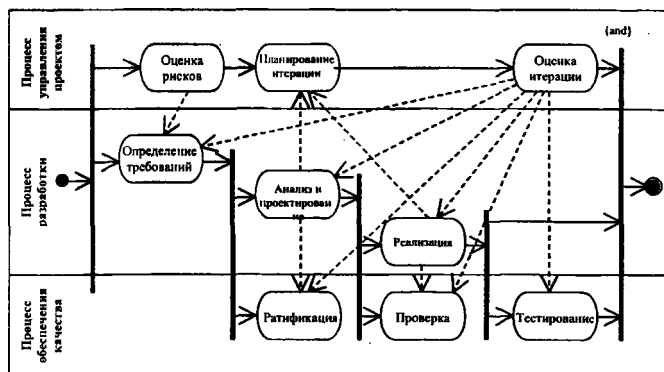 {and}
Процесс
управления
проектом
Оценка
рисков
Планирование
итерации
Оценка
итерации
Процесс
разработки
Определение
требований
Анализ и
проектирован
ие
Реализация
Процесс
обеспечения
качества
Ратификация
Проверка
Тестирование